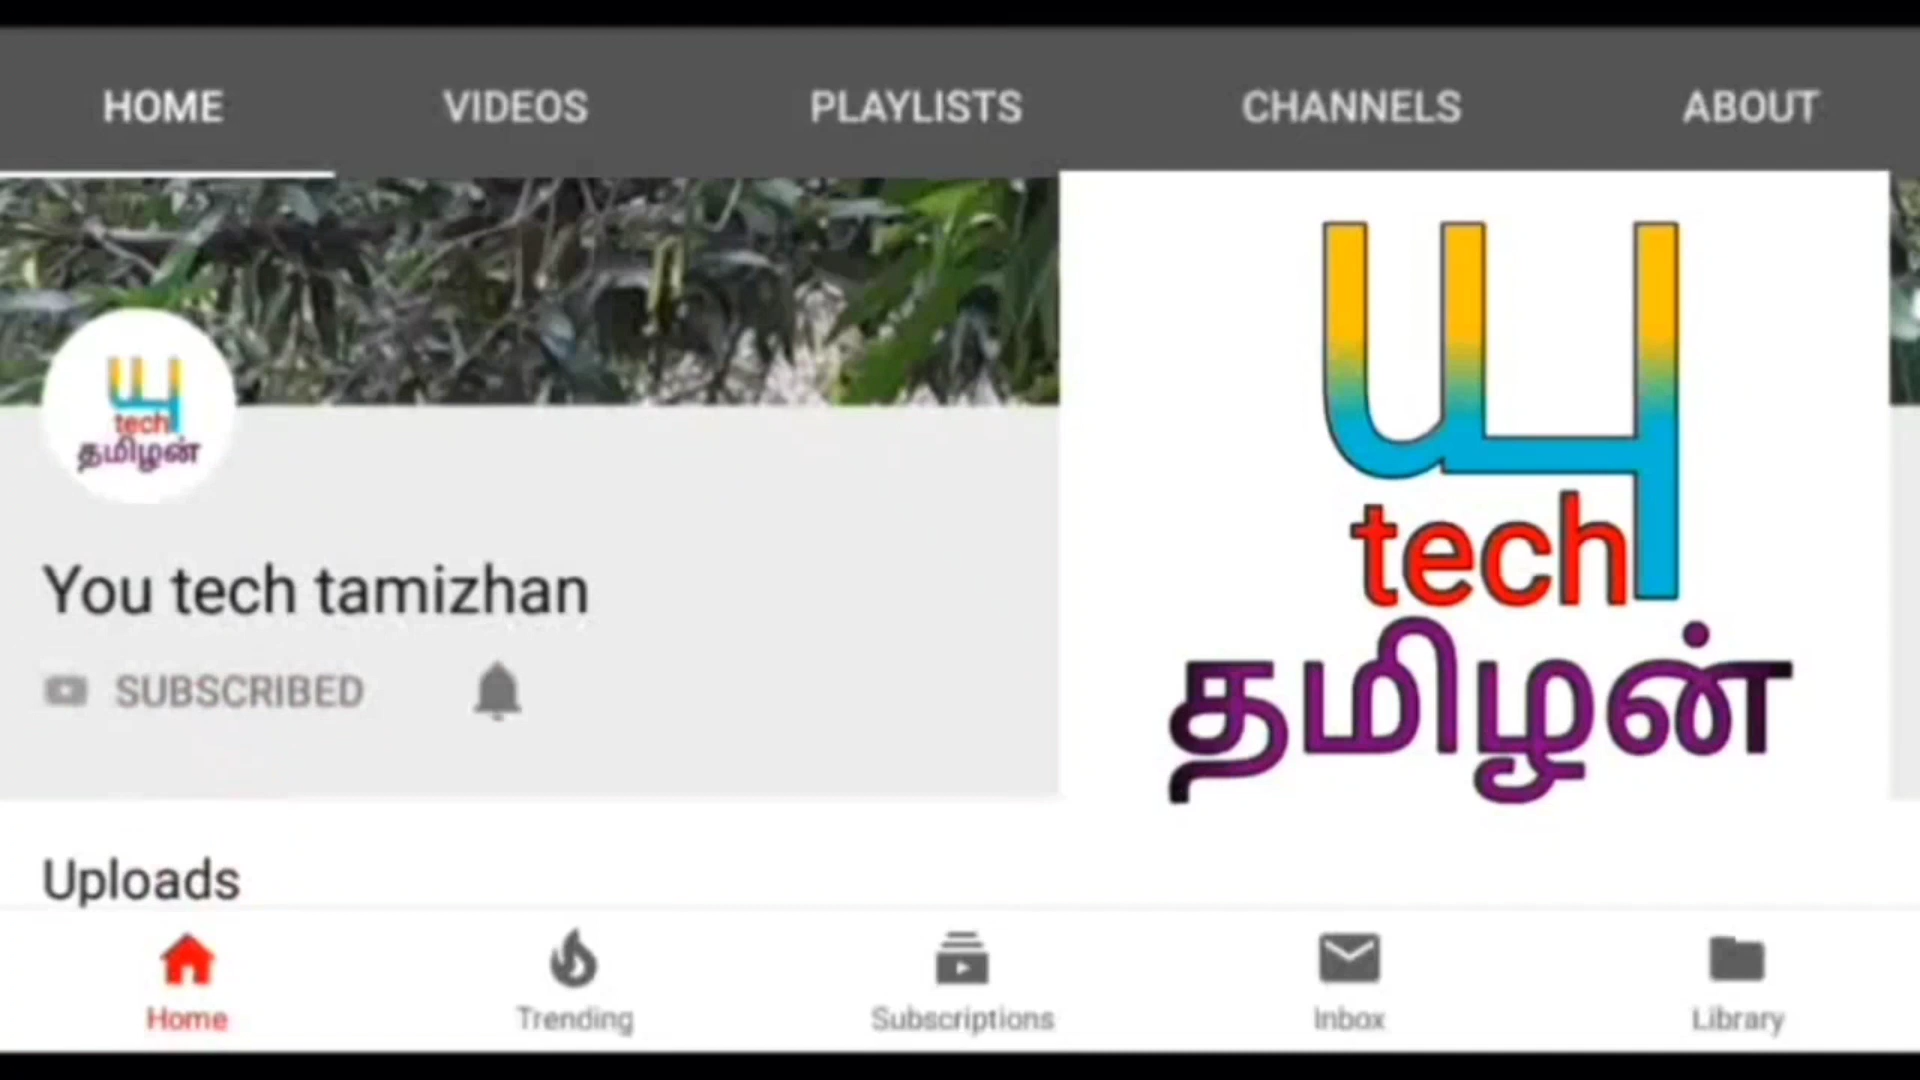 HOME VIDEOS PLAYLISTS CHANNELS ABOUT
tech
தமிழன்
You tech tamizhan
SUBSCRIBED
tech
தமிழன்
Uploads
Home Trending Subscriptions Inbox Library